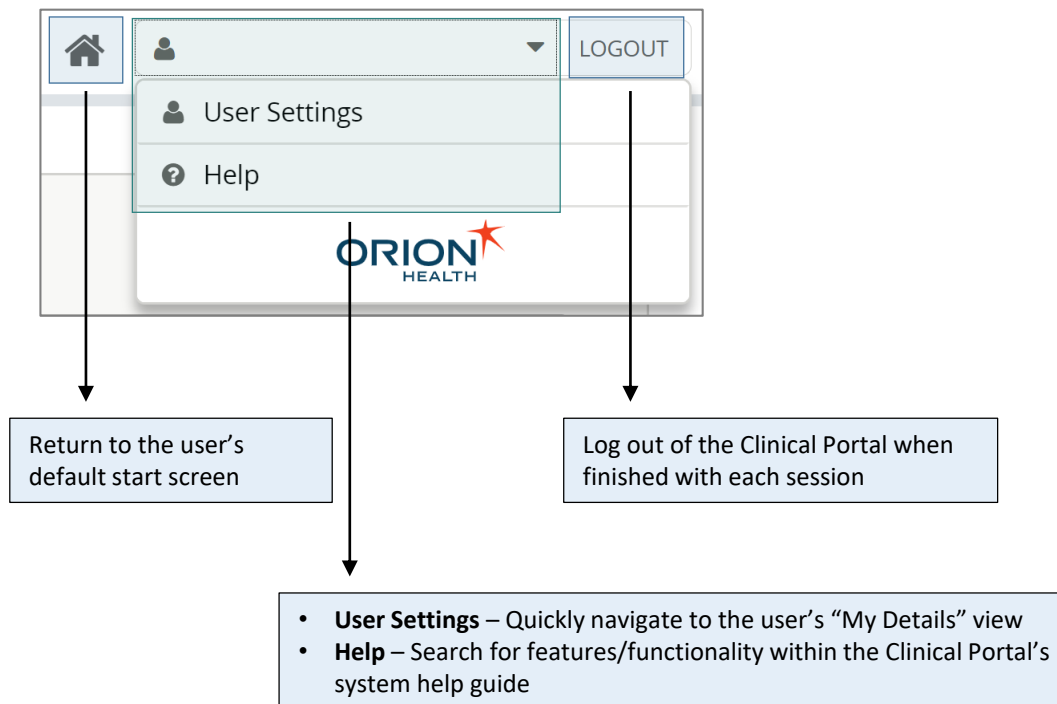 LOGOUT
User Settings
Help
ORION
HEALTH
Return to the user’s
default start screen
Log out of the Clinical Portal when
finished with each session
• User Settings – Quickly navigate to the user’s “My Details” view
• Help – Search for features/functionality within the Clinical Portal’s
system help guide